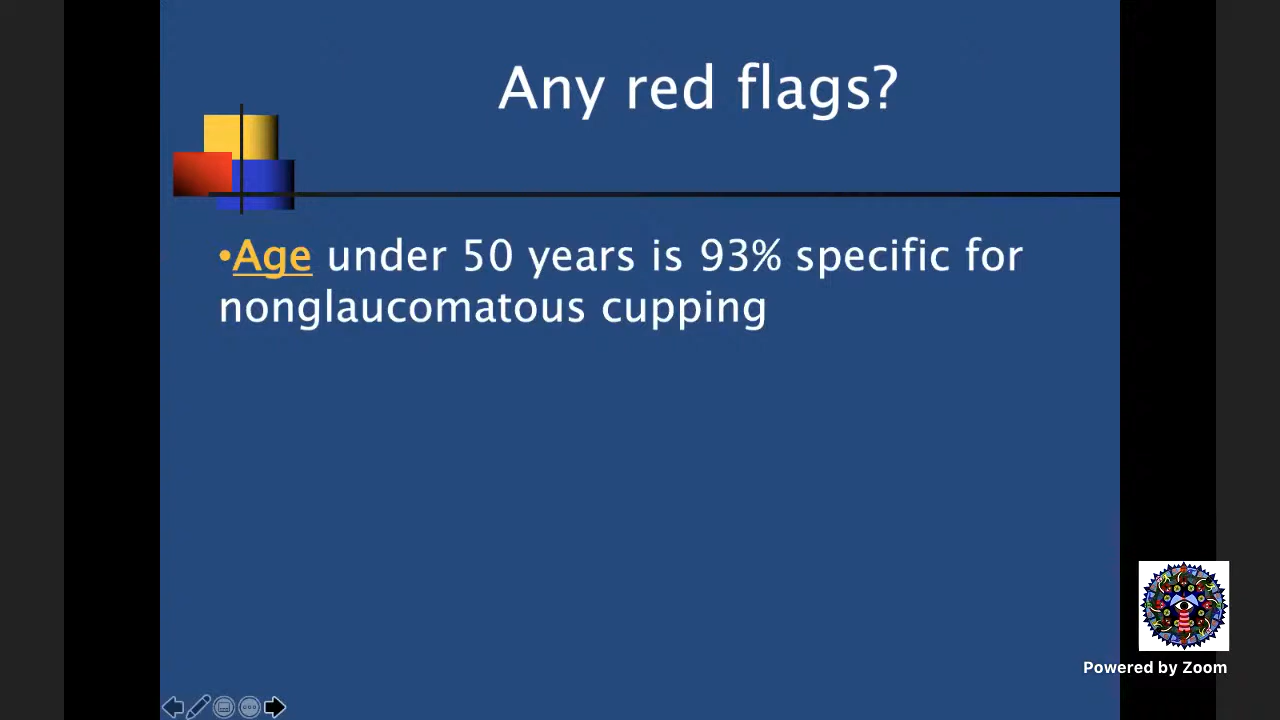 Any red flags?
•Age under 50 years is 93% specific for
nonglaucomatous cupping
Powered by Zoom